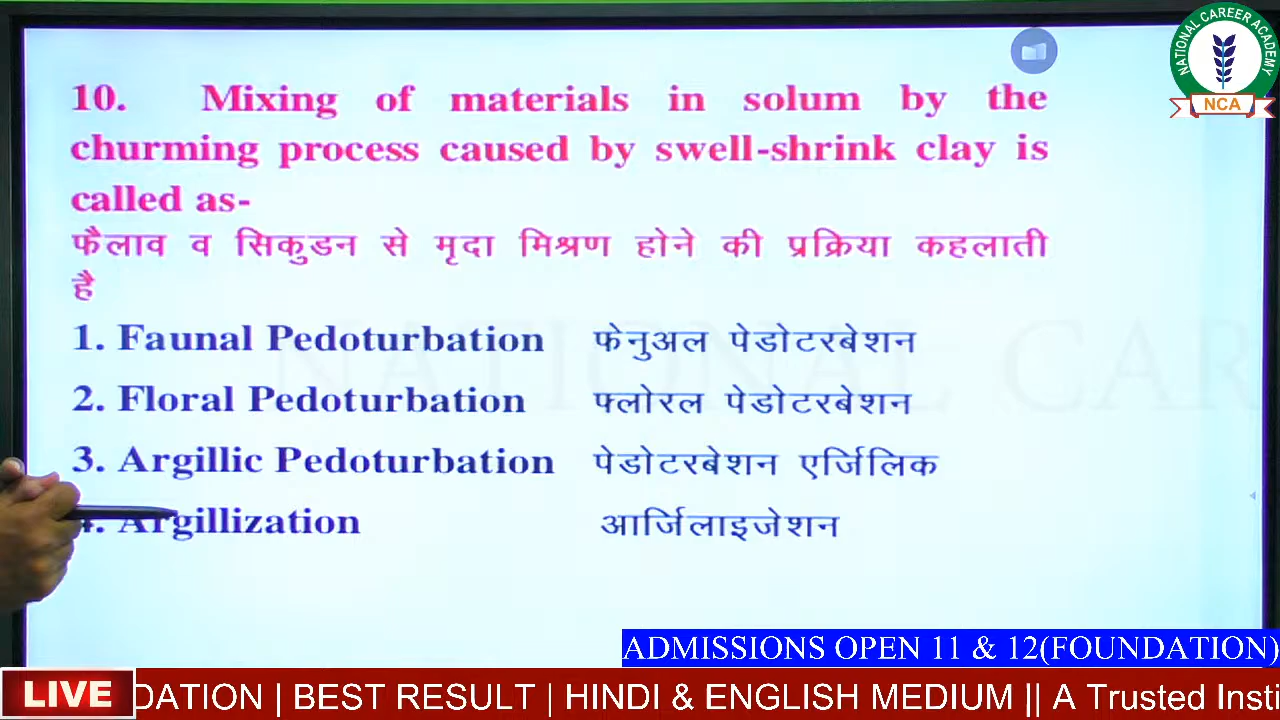 NATIONAL CAREER ACADEMY
NCA
10. Mixing of materials in solum by the
churming process caused by swell-shrink clay is
called as-
फैलाव व सिकुडन से मृदा मिश्रण होने की प्रक्रिया कहलाती
है
1. Faunal Pedoturbation फेनुअल पेडोटरबेशन
2. Floral Pedoturbation फ्लोरल पेडोटरबेशन
3. Argillic Pedoturbation पेडोटरबेशन एर्जिलिक
4. Argillization आर्जिलाइजेशन
NATIONAL CAR
ADMISSIONS OPEN 11 & 12(FOUNDATION)
LIVE DATION | BEST RESULT | HINDI & ENGLISH MEDIUM || A Trusted Insti